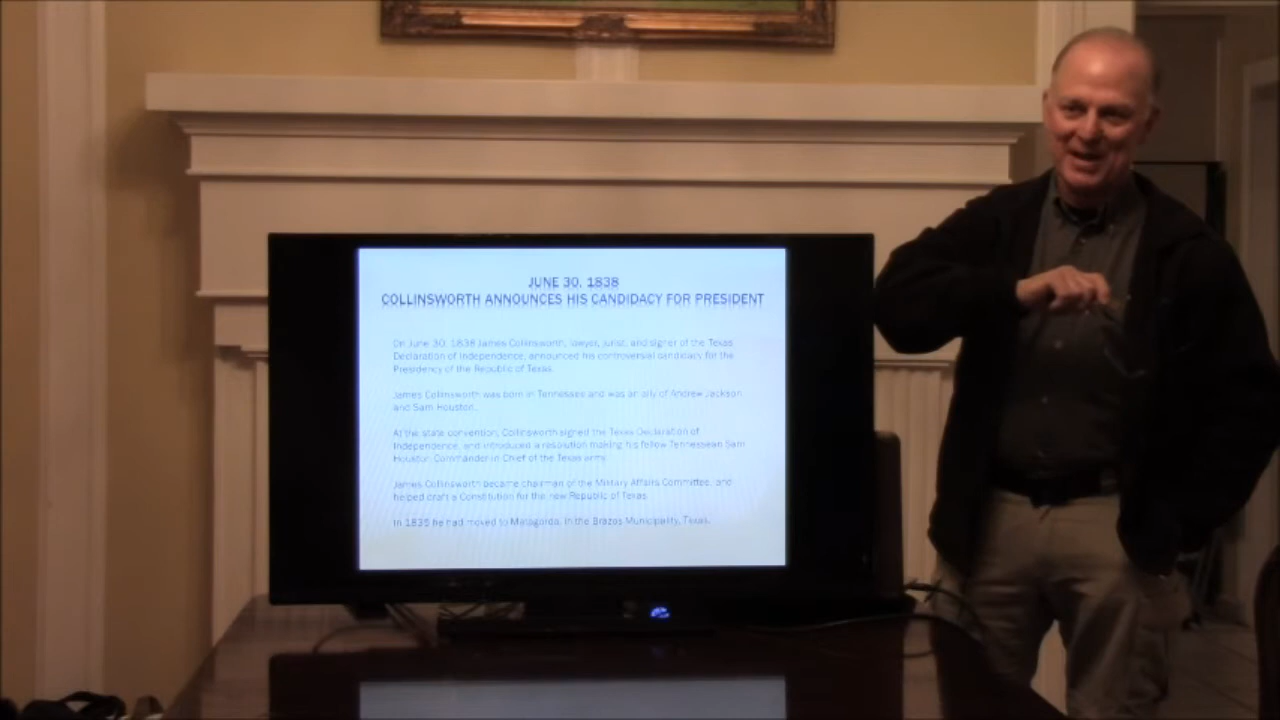 JUNE 30, 1838
COLLINSWORTH ANNOUNCES HIS CANDIDACY FOR PRESIDENT
On June 30, 1838 James Collinsworth, lawyer, jurist, and signer of the Texas
Declaration of Independence, announced his controversial candidacy for the
Presidency of the Republic of Texas.
James Collinsworth was born in Tennessee and was an ally of Andrew Jackson
and Sam Houston.
At the state convention, Collinsworth signed the Texas Declaration of
Independence, and introduced a resolution making his fellow Tennessean Sam
Houston Commander in Chief of the Texas army.
James Collinsworth became chairman of the Military Affairs Committee, and
helped draft a Constitution for the new Republic of Texas.
In 1835 he had moved to Matagorda, in the Brazos Municipality, Texas.